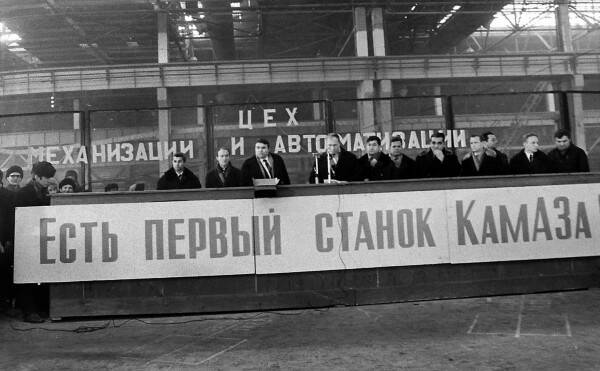 ЦЕХ
МЕХАНИЗАЦИИ И АВТОМАТИЗАЦИИ
Есть первый станок КамАЗа!